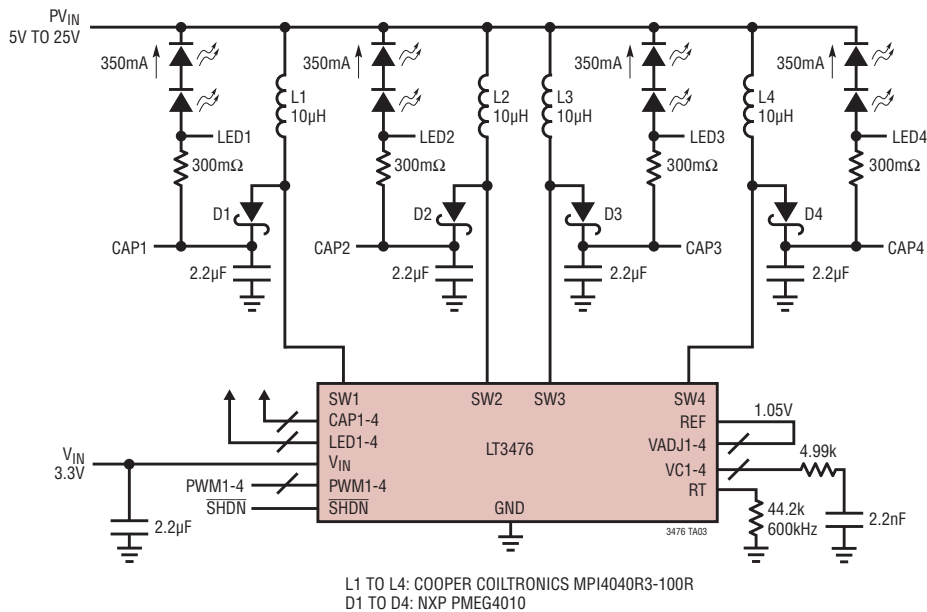 PVIN
5V TO 25V
350mA
L1
10µH
LED1
300mΩ
D1
CAP1
2.2µF
350mA
L2
10µH
LED2
300mΩ
D2
CAP2
2.2µF
L3
10µH
350mA
LED3
300mΩ
D3
CAP3
2.2µF
L4
10µH
350mA
LED4
300mΩ
D4
CAP4
2.2µF
SW1
SW2
SW3
SW4
CAP1-4
LED1-4
VIN
PWM1-4
SHDN
LT3476
GND
REF
VADJ1-4
VC1-4
RT
VIN
3.3V
PWM1-4
SHDN
2.2µF
1.05V
4.99k
44.2k
600kHz
2.2nF
3476 TA03
L1 TO L4: COOPER COILTRONICS MPI4040R3-100R
D1 TO D4: NXP PMEG4010